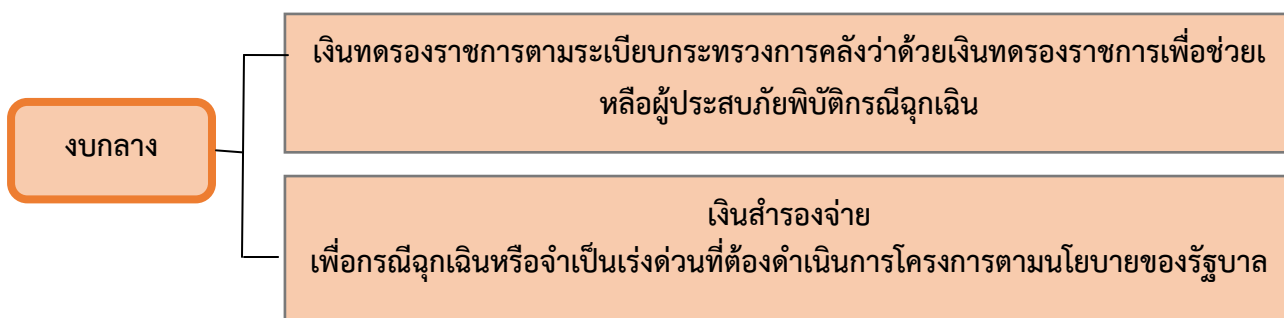 เงินทดรองราชการตามระเบียบกระทรวงการคลังว่าด้วยเงินทดรองราชการเพื่อช่วยเ
หลือผู้ประสบภัยพิบัติกรณีฉุกเฉิน
งบกลาง
เงินสำรองจ่าย
เพื่อกรณีฉุกเฉินหรือจำเป็นเร่งด่วนที่ต้องดำเนินการโครงการตามนโยบายของรัฐบาล